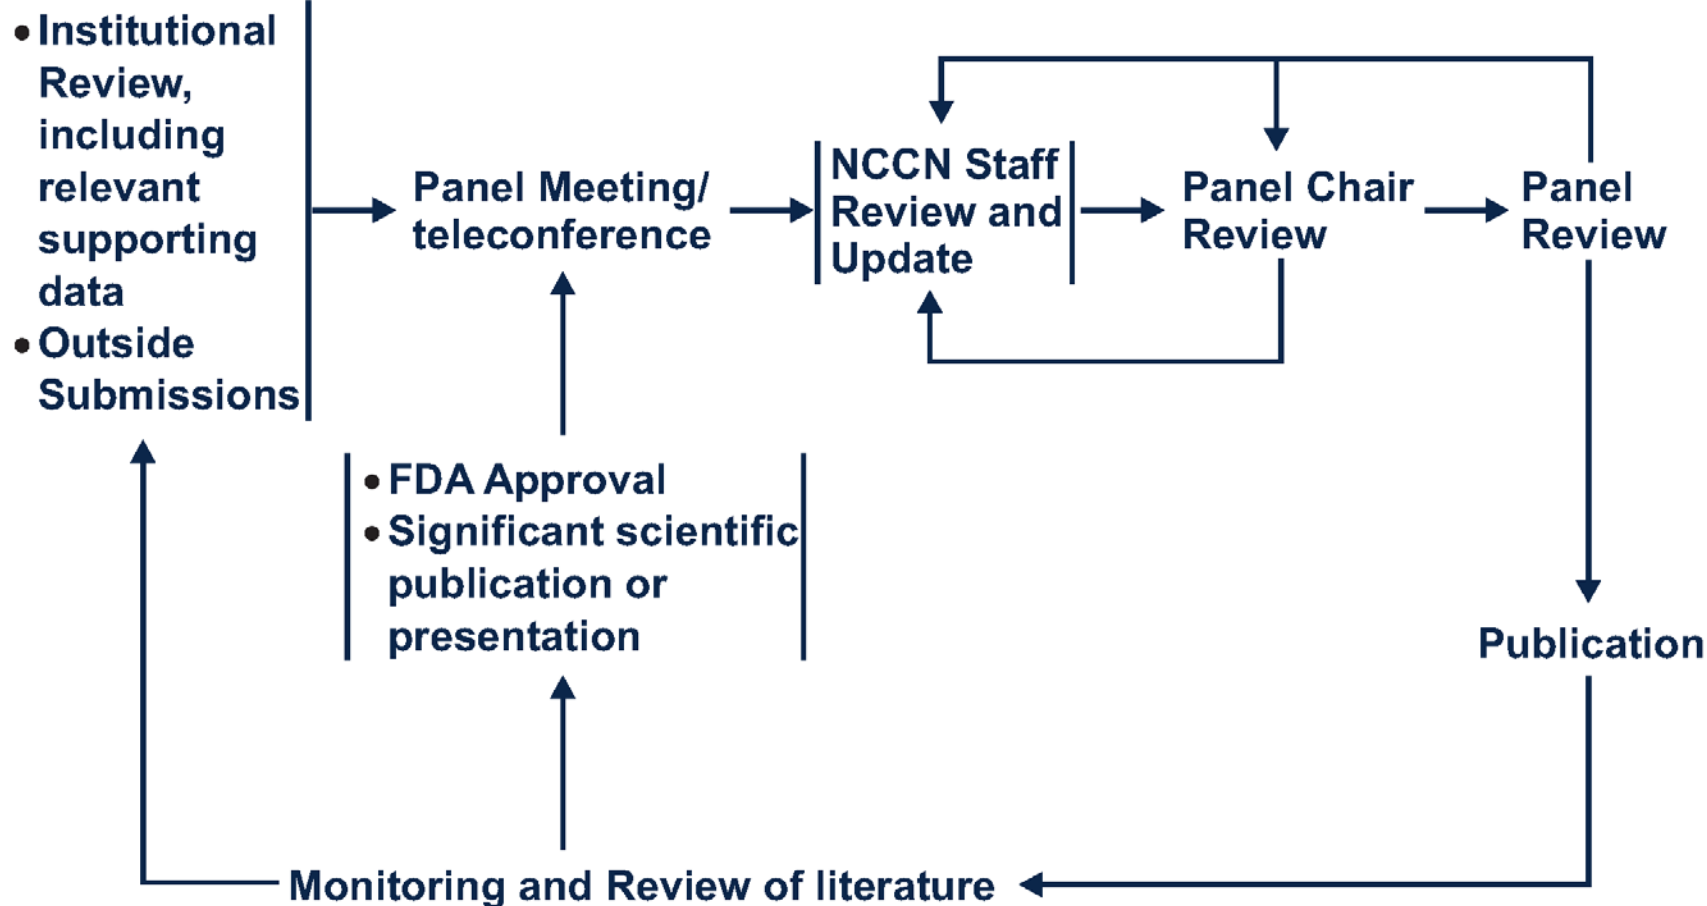 • Institutional
Review,
including
relevant
supporting
data
• Outside
Submissions
Panel Meeting/
teleconference
NCCN Staff
Review and
Update
Panel Chair
Review
Panel
Review
• FDA Approval
• Significant scientific
publication or
presentation
Publication
Monitoring and Review of literature